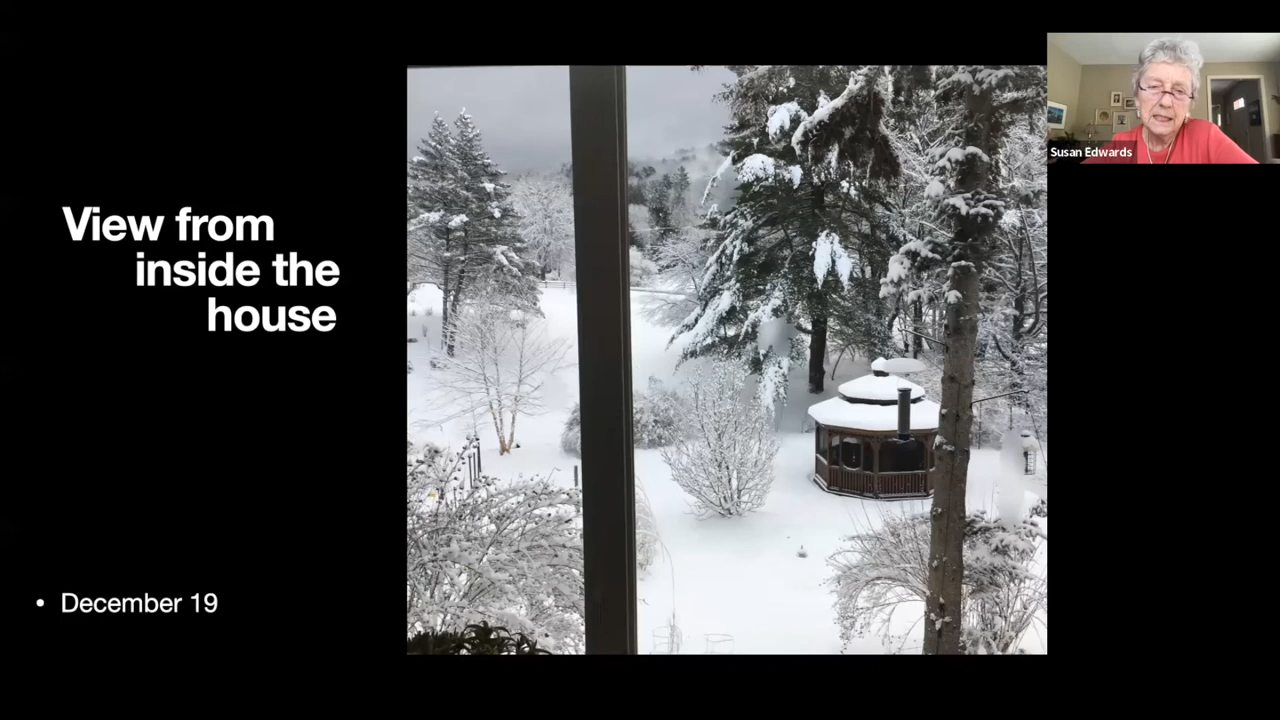 View from
inside the
house
December 19
Susan Edwards